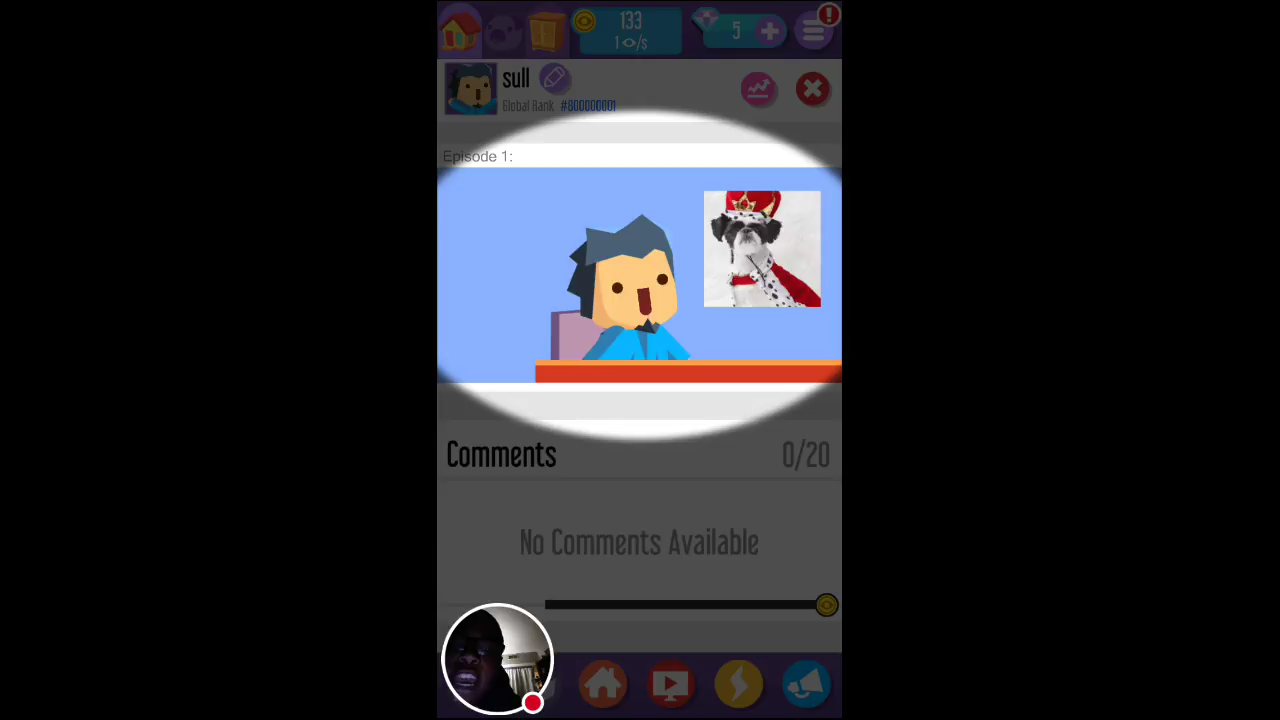 133
5
1 /s
sull
Global Rank #800000001
Episode 1:
Comments 0/20
No Comments Available